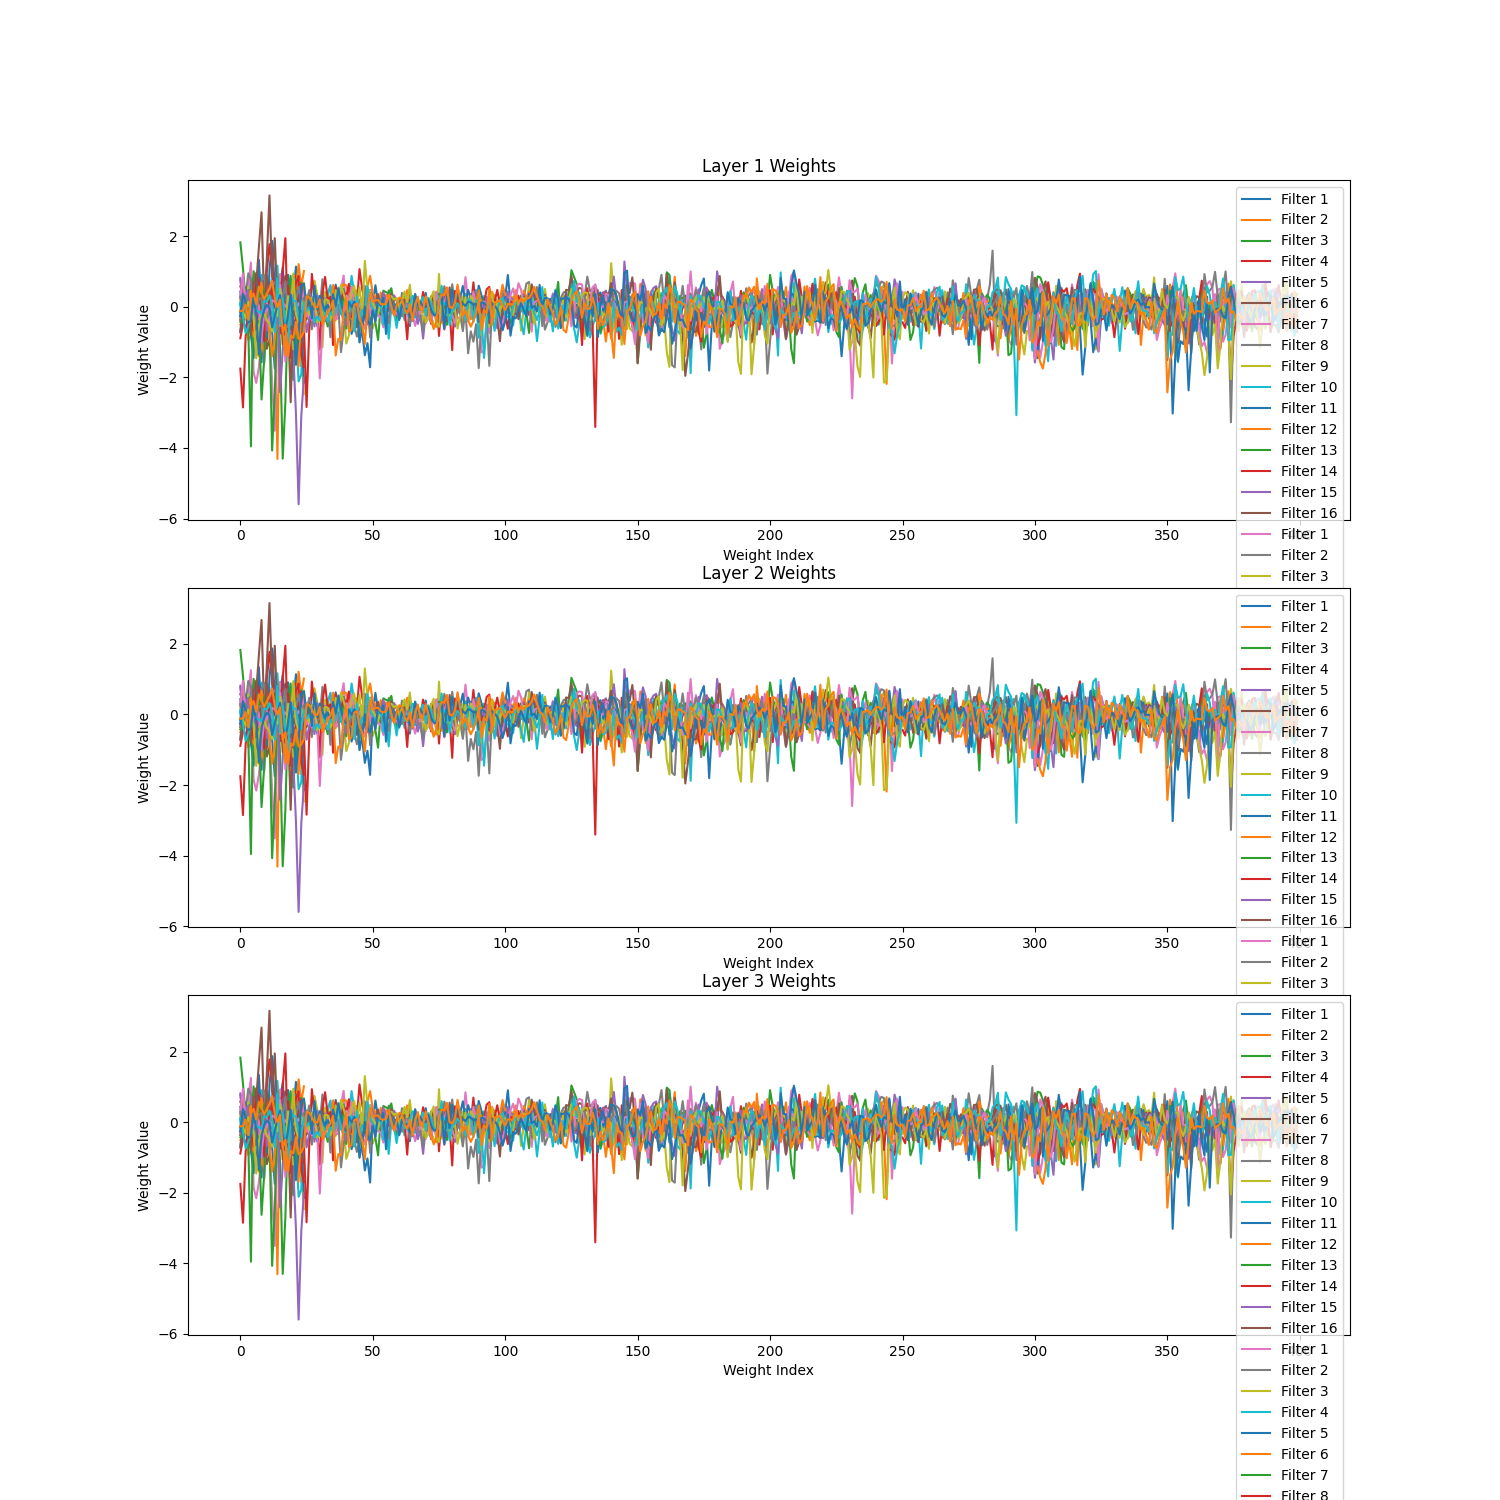 Layer 1 Weights
Weight Value
2
0
−2
−4
−6
0
50
100
150
200
250
300
350
Weight Index
Filter 1
Filter 2
Filter 3
Filter 4
Filter 5
Filter 6
Filter 7
Filter 8
Filter 9
Filter 10
Filter 11
Filter 12
Filter 13
Filter 14
Filter 15
Filter 16
Filter 1
Filter 2
Filter 3
Layer 2 Weights
Weight Value
2
0
−2
−4
−6
0
50
100
150
200
250
300
350
Weight Index
Filter 1
Filter 2
Filter 3
Filter 4
Filter 5
Filter 6
Filter 7
Filter 8
Filter 9
Filter 10
Filter 11
Filter 12
Filter 13
Filter 14
Filter 15
Filter 16
Filter 1
Filter 2
Filter 3
Layer 3 Weights
Weight Value
2
0
−2
−4
−6
0
50
100
150
200
250
300
350
Weight Index
Filter 1
Filter 2
Filter 3
Filter 4
Filter 5
Filter 6
Filter 7
Filter 8
Filter 9
Filter 10
Filter 11
Filter 12
Filter 13
Filter 14
Filter 15
Filter 16
Filter 1
Filter 2
Filter 3
Filter 4
Filter 5
Filter 6
Filter 7
Filter 8